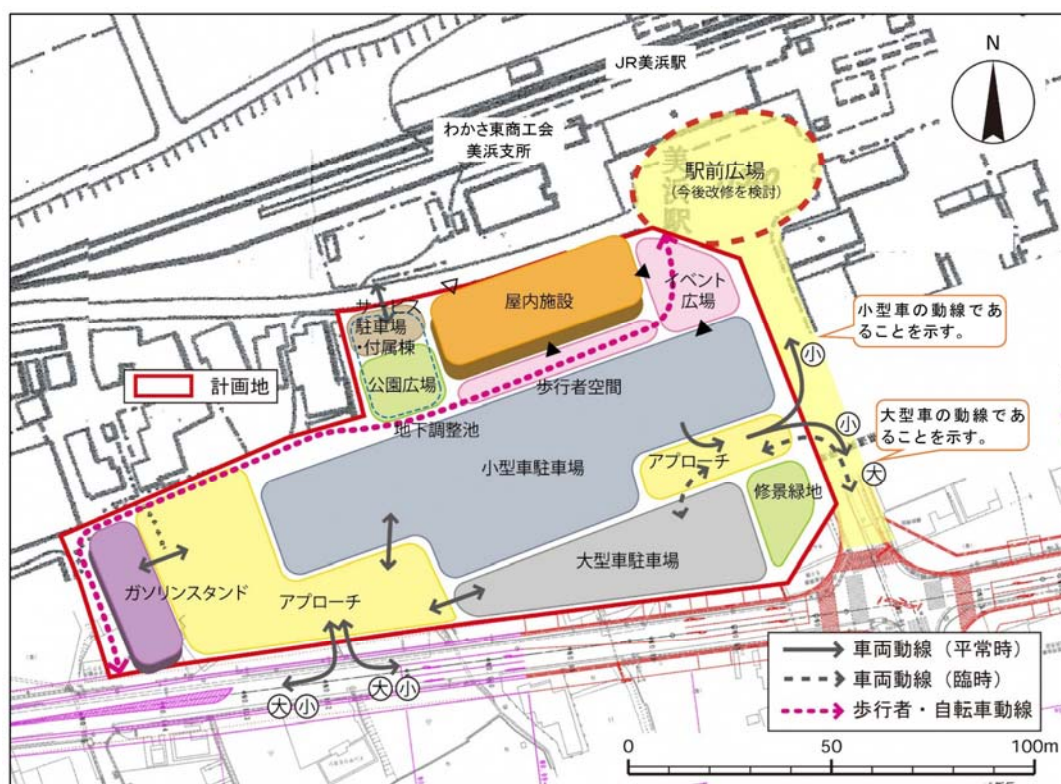 JR美浜駅
N
わかさ東商工会
美浜支所
美浜駅
駅前広場
(今後改修を検討)
イベント
広場
屋内施設
サービス
駐車場
・付属棟
小型車の動線であ
ることを示す。
小
計画地
公園広場
歩行者空間
地下調整池
小
大型車の動線であ
ることを示す。
アプローチ
大
小型車駐車場
修景緑地
大型車駐車場
ガソリンスタンド
アプローチ
車両動線(平常時)
大小
大小
車両動線(臨時)
歩行者・自転車動線
0
50
100m